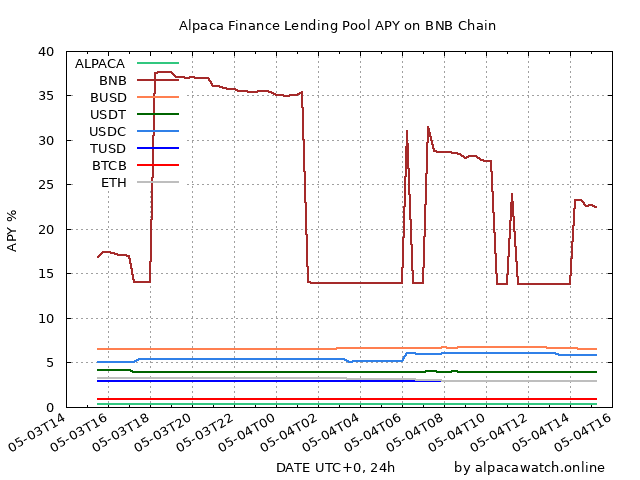 Alpaca Finance Lending Pool APY on BNB Chain
40
35
30
25
20
15
10
5
0
APY %
ALPACA
BNB
BUSD
USDT
USDC
TUSD
BTCB
ETH
05-03T14
05-03T16
05-03T18
05-03T20
05-03T22
05-04T00
05-04T02
05-04T04
05-04T06
05-04T08
05-04T10
05-04T12
05-04T14
05-04T16
DATE UTC+0, 24h
by alpacawatch.online